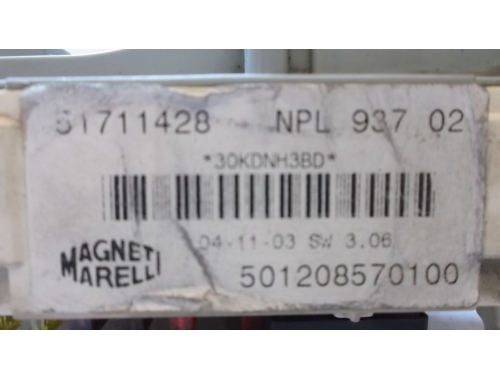 51711428 NPL 937 02
*30KDNH3BD*
04-11-03 SW 3.06
MAGNETI
MARELLI
501208570100